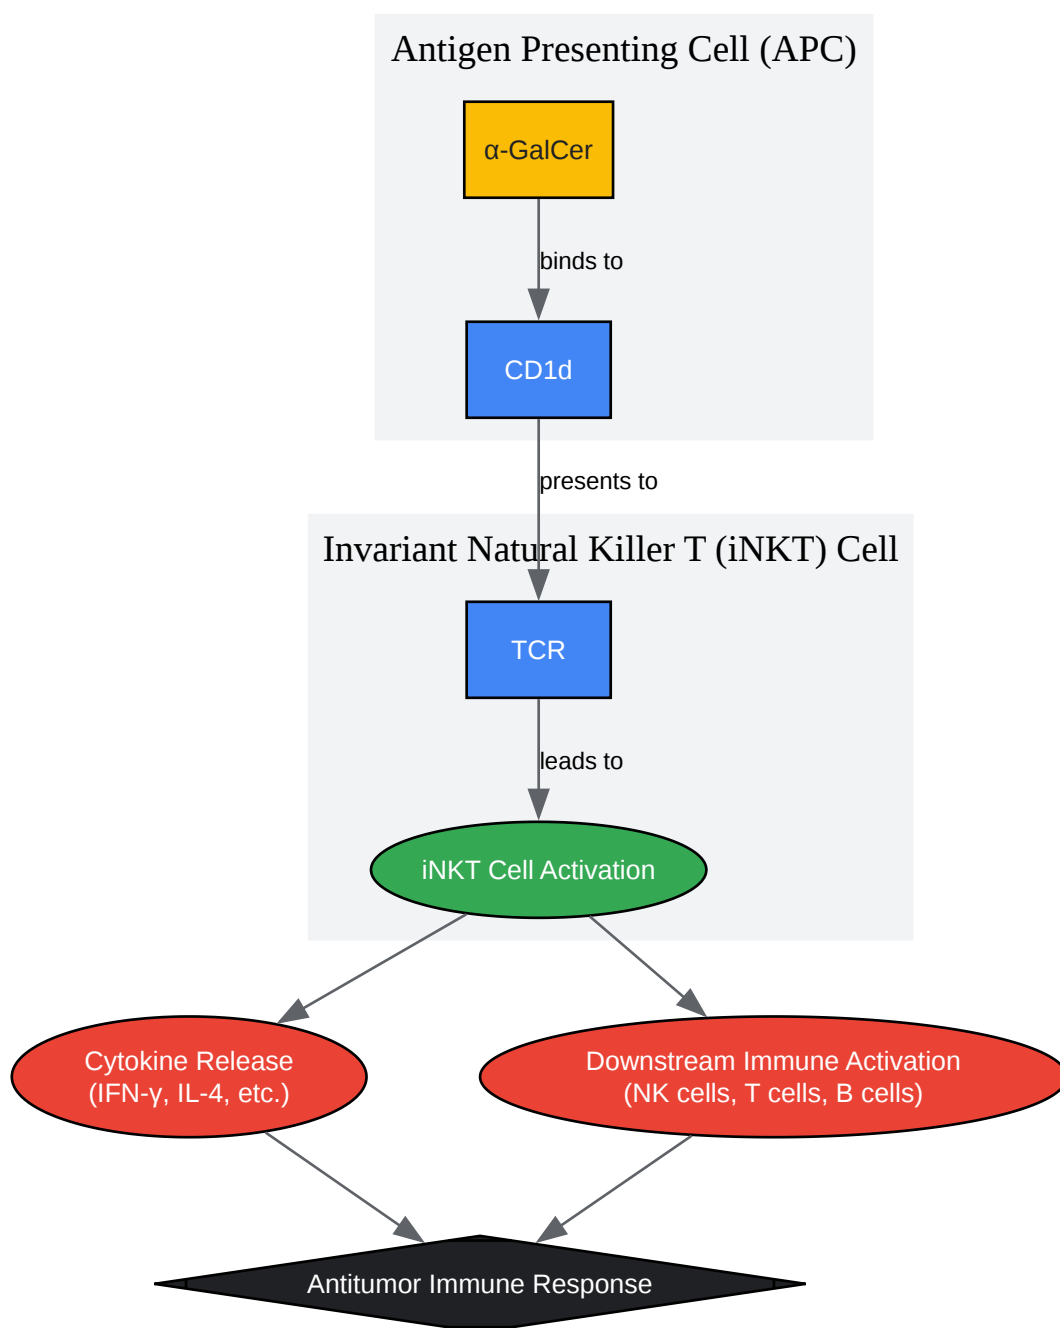 Antigen Presenting Cell (APC)
α-GalCer
binds to
CD1d
presents to
Invariant Natural Killer T (iNKT) Cell
TCR
leads to
iNKT Cell Activation
Cytokine Release
(IFN-γ, IL-4, etc.)
Downstream Immune Activation
(NK cells, T cells, B cells)
Antitumor Immune Response